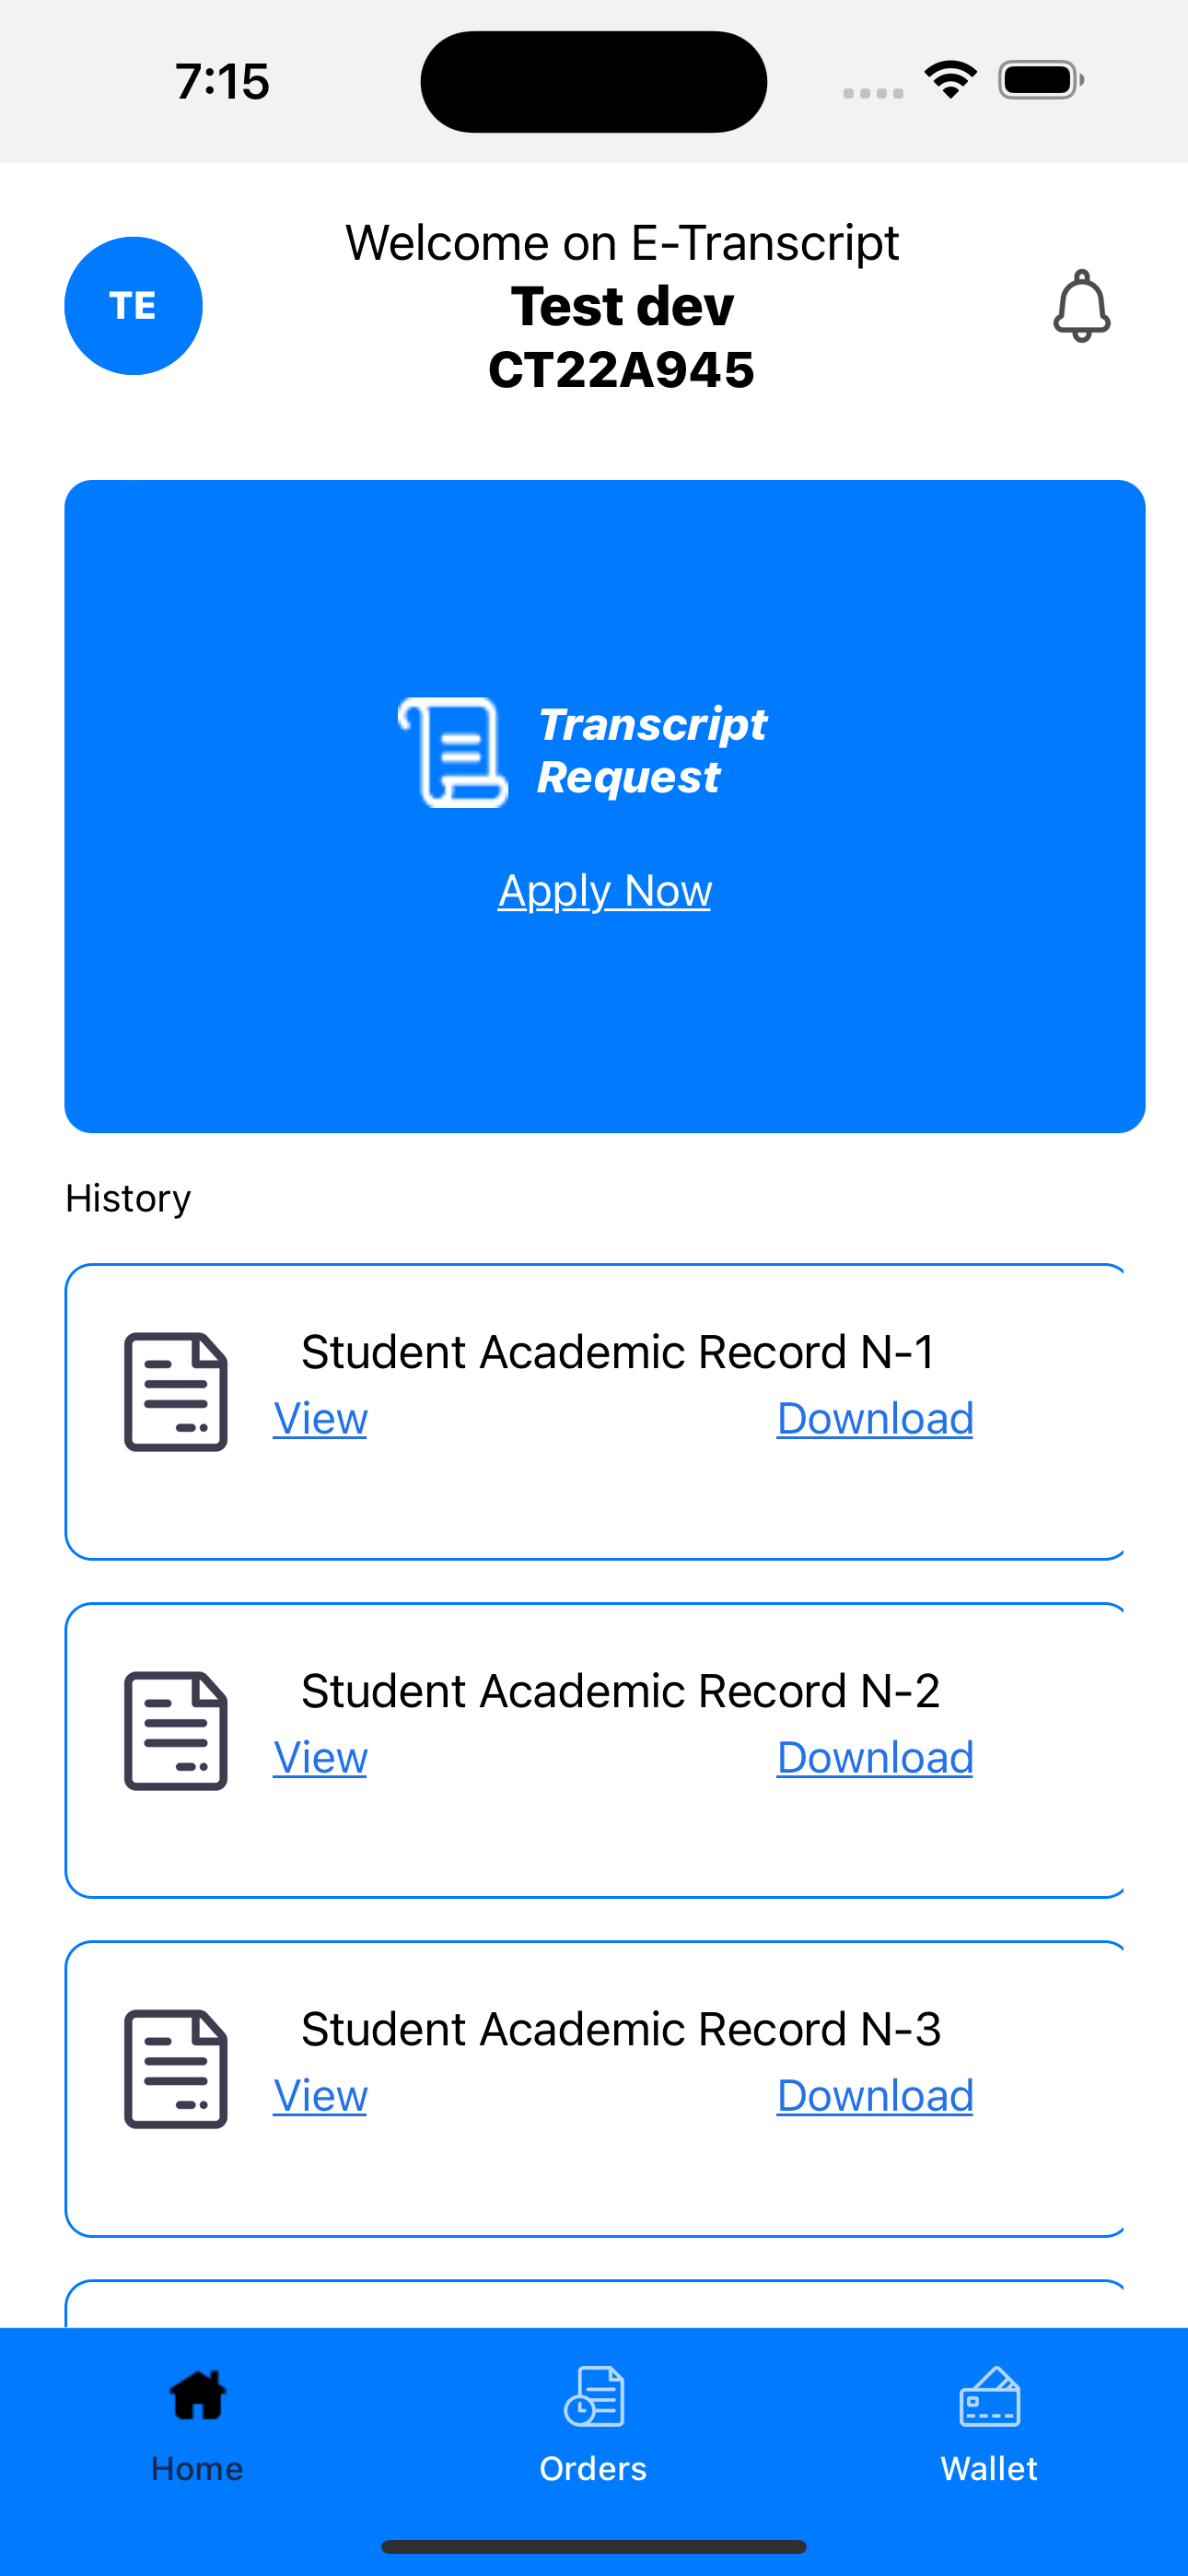 7:15
TE
Welcome on E-Transcript
Test dev
CT22A945
Transcript
Request
Apply Now
History
Student Academic Record N-1
View Download
Student Academic Record N-2
View Download
Student Academic Record N-3
View Download
Home Orders Wallet